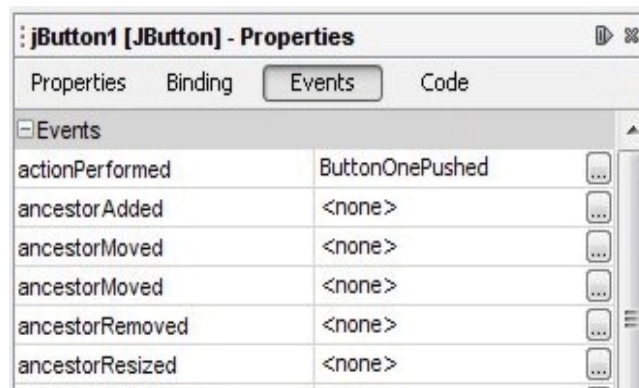 jButton1 [JButton] - Properties
Properties Binding Events Code
Events
actionPerformed ButtonOnePushed ...
ancestorAdded <none> ...
ancestorMoved <none> ...
ancestorMoved <none> ...
ancestorRemoved <none> ...
ancestorResized <none> ...